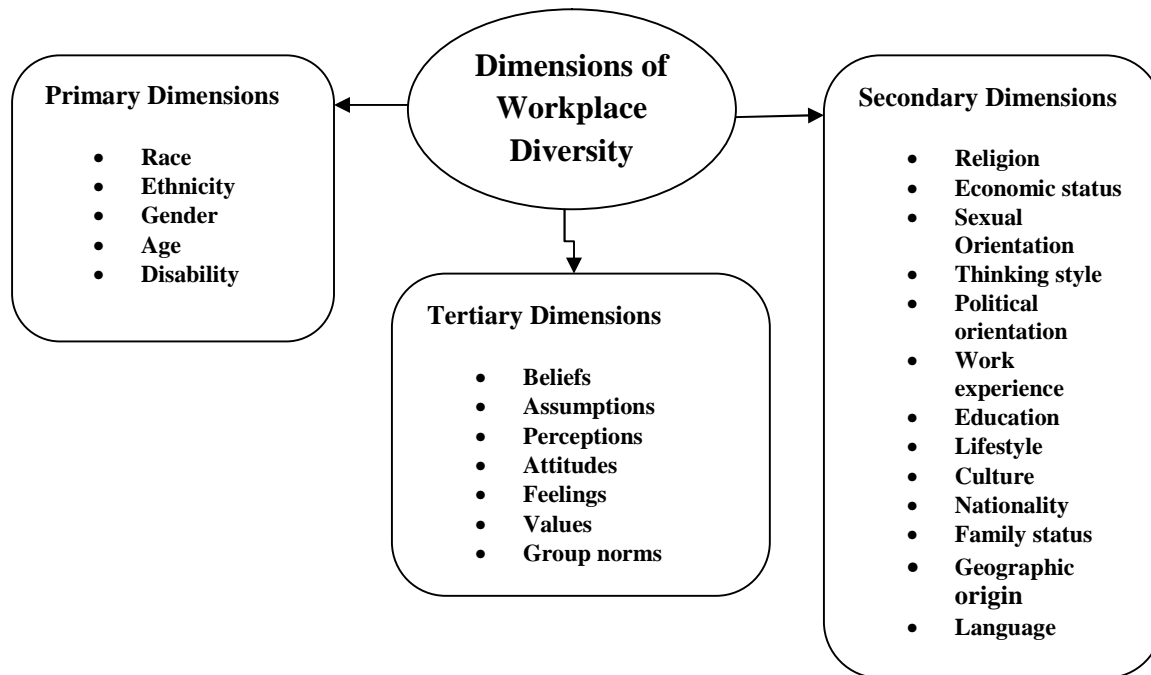 Dimensions of
Workplace
Diversity
Primary Dimensions
• Race
• Ethnicity
• Gender
• Age
• Disability
Tertiary Dimensions
• Beliefs
• Assumptions
• Perceptions
• Attitudes
• Feelings
• Values
• Group norms
Secondary Dimensions
• Religion
• Economic status
• Sexual
Orientation
• Thinking style
• Political
orientation
• Work
experience
• Education
• Lifestyle
• Culture
• Nationality
• Family status
• Geographic
origin
• Language